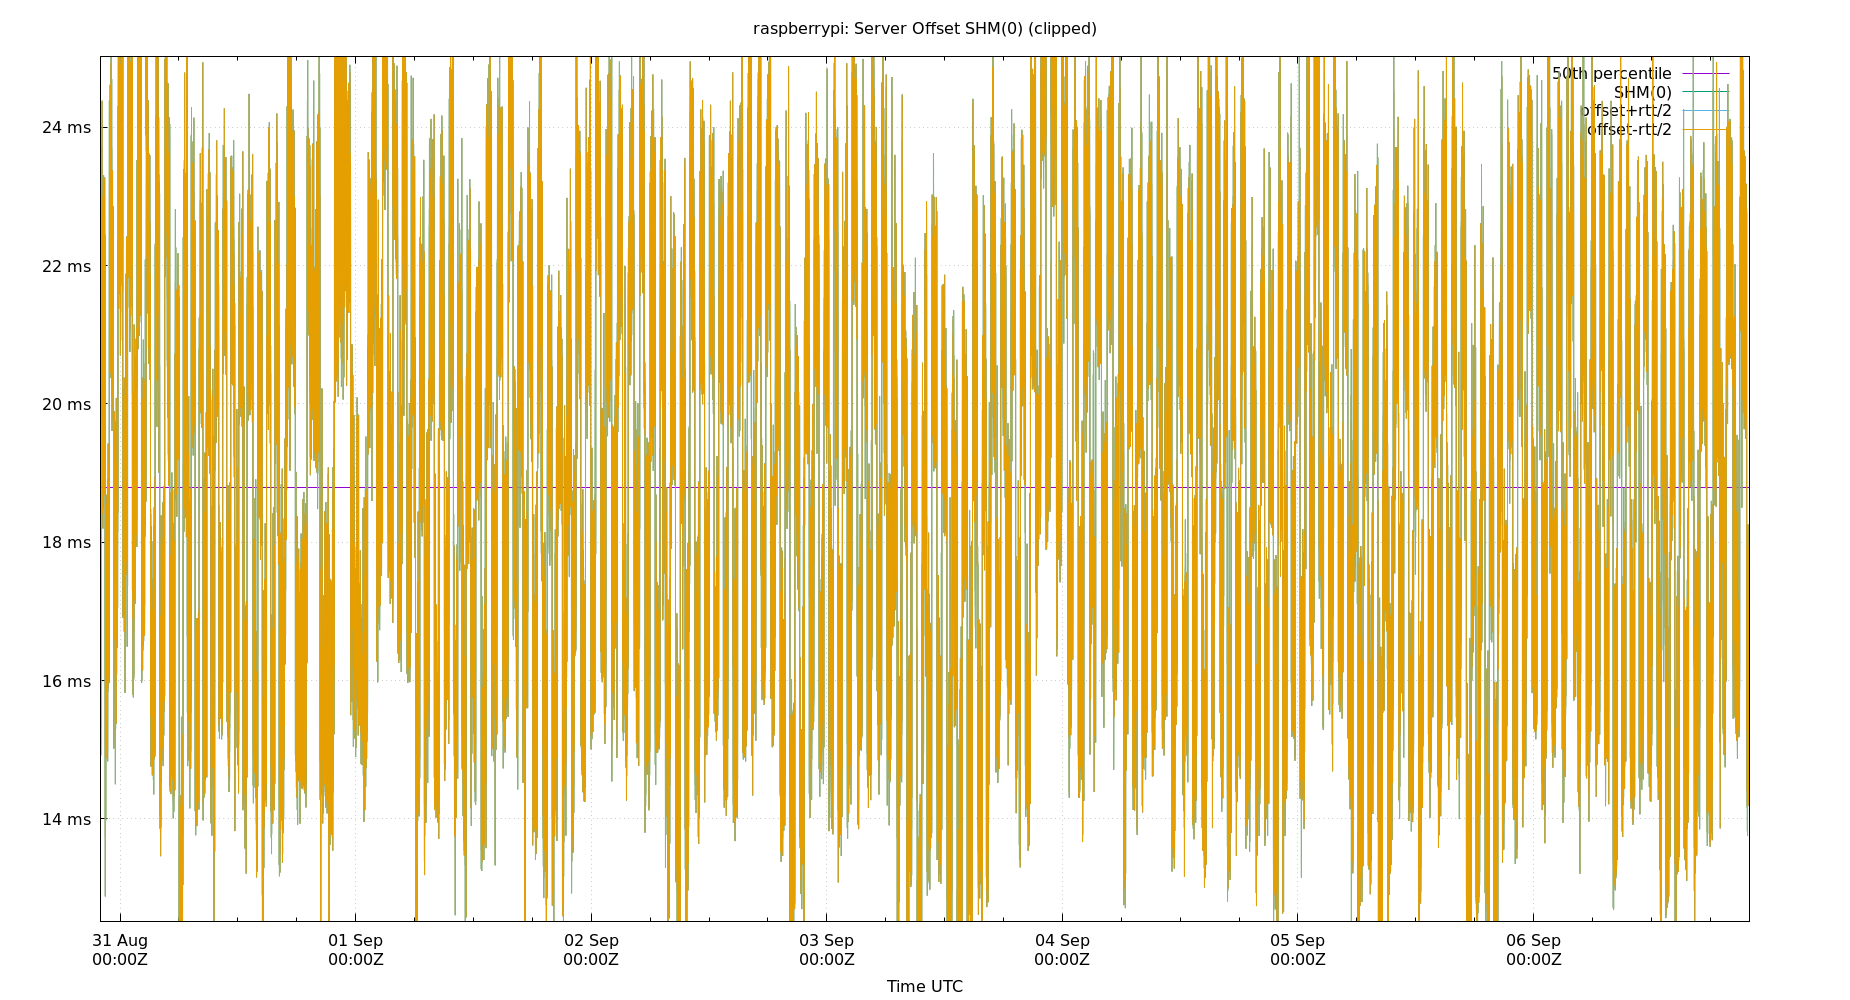 raspberrypi: Server Offset SHM(0) (clipped)
50th percentile
SHM(0)
offset+rtt/2
offset-rtt/2
24 ms
22 ms
20 ms
18 ms
16 ms
14 ms
31 Aug 01 Sep 02 Sep 03 Sep 04 Sep 05 Sep 06 Sep
00:00Z 00:00Z 00:00Z 00:00Z 00:00Z 00:00Z 00:00Z
Time UTC